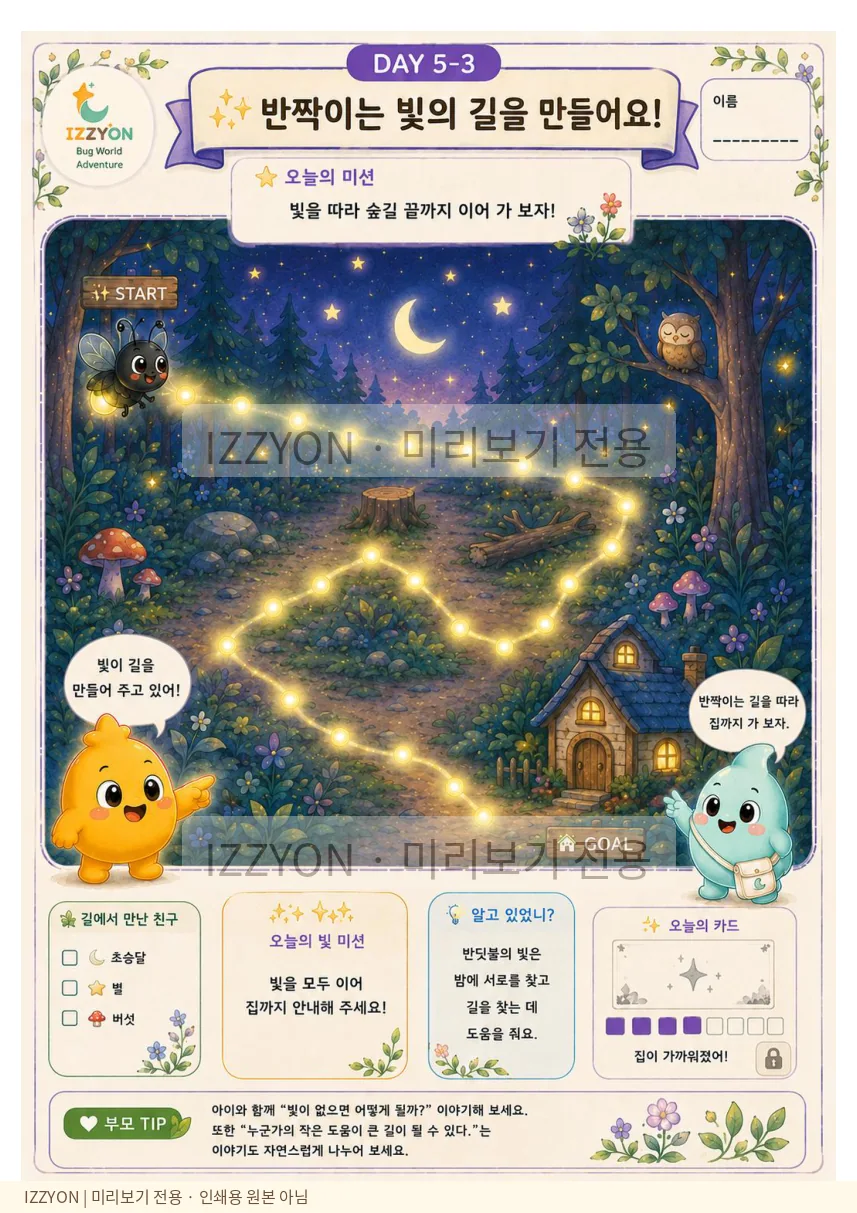 DAY 5-3
반짝이는 빛의 길을 만들어요!
IZZYON
Bug World
Adventure
이름
오늘의 미션
빛을 따라 숲길 끝까지 이어 가 보자!
START
IZZYON · 미리보기 전용
빛이 길을
만들어 주고 있어!
반짝이는 길을 따라
집까지 가 보자.
GOAL
IZZYON · 미리보기 전용
길에서 만난 친구
초승달
별
버섯
오늘의 빛 미션
빛을 모두 이어
집까지 안내해 주세요!
알고 있었니?
반딧불의 빛은
밤에 서로를 찾고
길을 찾는 데
도움을 줘요.
오늘의 카드
집이 가까워졌어!
부모 TIP
아이와 함께 “빛이 없으면 어떻게 될까?” 이야기해 보세요.
또한 “누군가의 작은 도움이 큰 길이 될 수 있다.”는
이야기도 자연스럽게 나누어 보세요.
IZZYON | 미리보기 전용 · 인쇄용 원본 아님